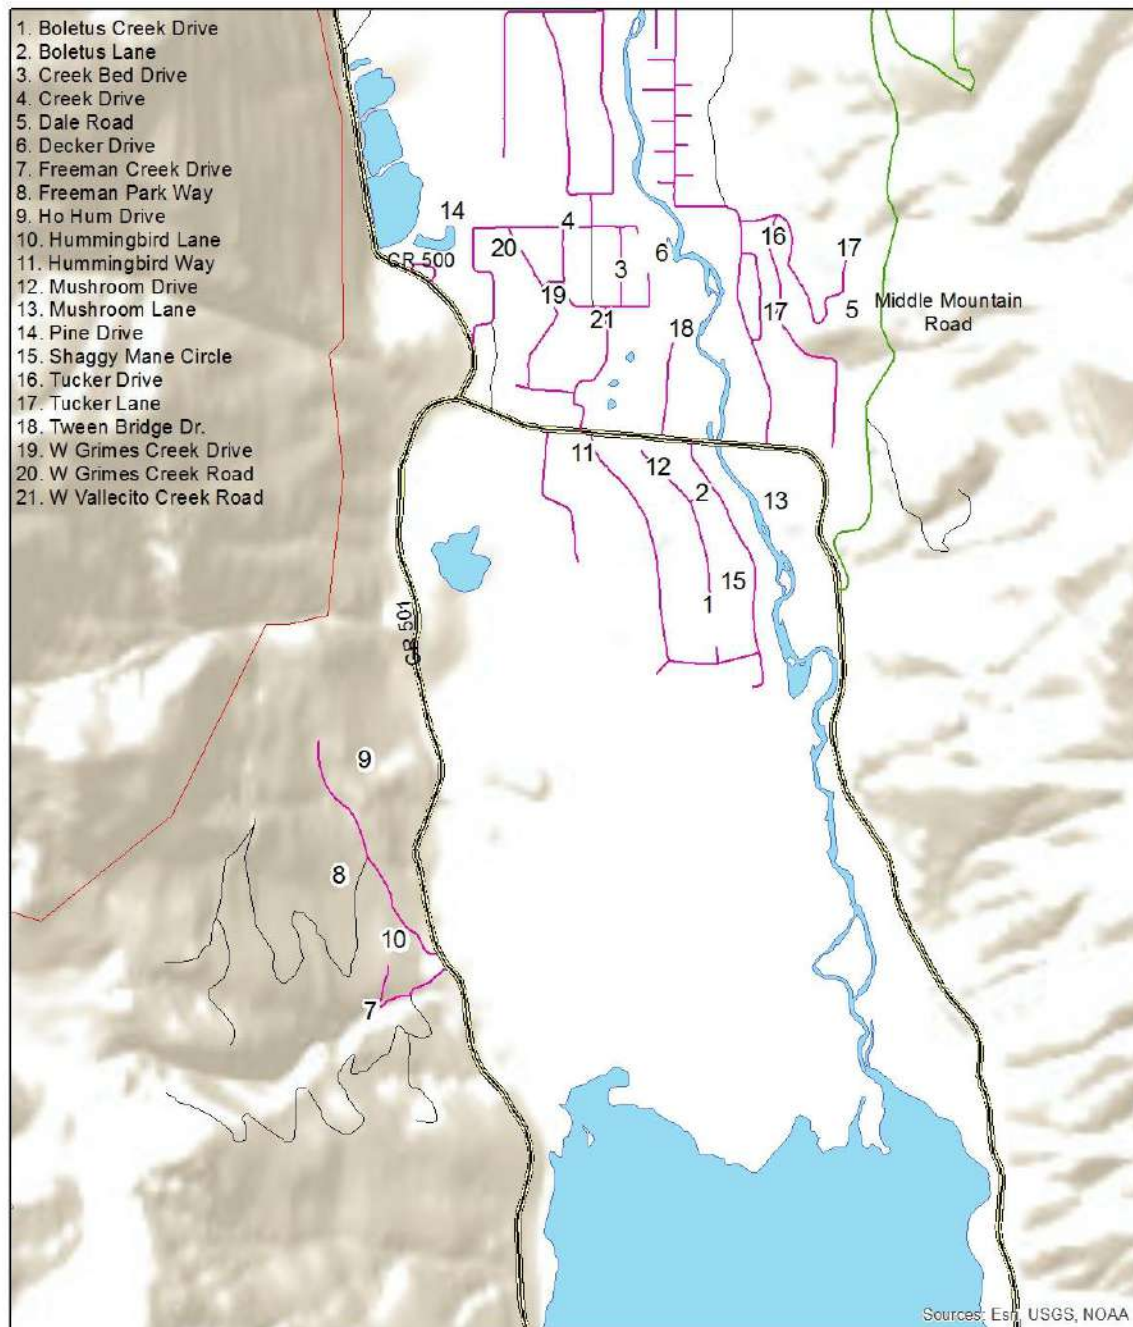 1. Boletus Creek Drive
2. Boletus Lane
3. Creek Bed Drive
4. Creek Drive
5. Dale Road
6. Decker Drive
7. Freeman Creek Drive
8. Freeman Park Way
9. Ho Hum Drive
10. Hummingbird Lane
11. Hummingbird Way
12. Mushroom Drive
13. Mushroom Lane
14. Pine Drive
15. Shaggy Mane Circle
16. Tucker Drive
17. Tucker Lane
18. Tween Bridge Dr.
19. W Grimes Creek Drive
20. W Grimes Creek Road
21. W Vallecito Creek Road
14
4
16
20
17
6
CR 500
3
19
5
Middle Mountain
Road
17
21
18
11
12
2
13
15
1
CR 501
9
8
10
7
Sources: Esri, USGS, NOAA